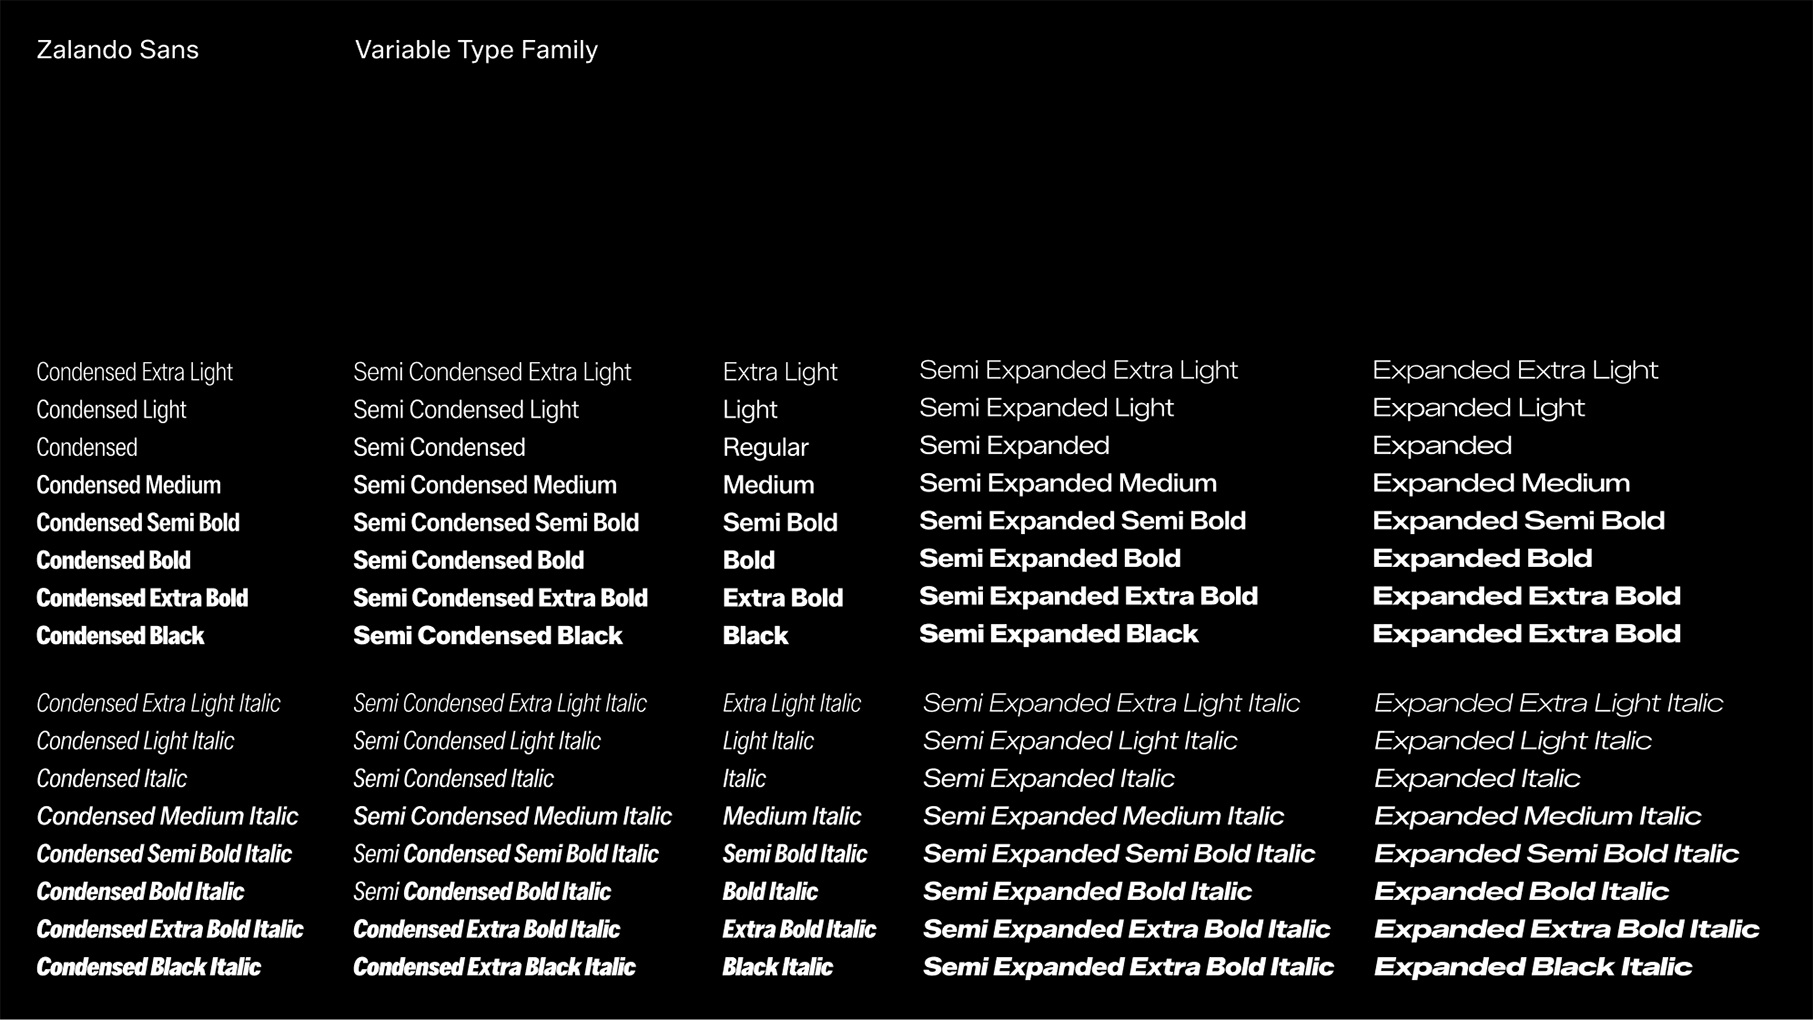 Zalando Sans
Variable Type Family
Condensed Extra Light
Condensed Light
Condensed
Condensed Medium
Condensed Semi Bold
Condensed Bold
Condensed Extra Bold
Condensed Black
Semi Condensed Extra Light
Semi Condensed Light
Semi Condensed
Semi Condensed Medium
Semi Condensed Semi Bold
Semi Condensed Bold
Semi Condensed Extra Bold
Semi Condensed Black
Extra Light
Light
Regular
Medium
Semi Bold
Bold
Extra Bold
Black
Semi Expanded Extra Light
Semi Expanded Light
Semi Expanded
Semi Expanded Medium
Semi Expanded Semi Bold
Semi Expanded Bold
Semi Expanded Extra Bold
Semi Expanded Black
Expanded Extra Light
Expanded Light
Expanded
Expanded Medium
Expanded Semi Bold
Expanded Bold
Expanded Extra Bold
Expanded Extra Bold
Condensed Extra Light Italic
Condensed Light Italic
Condensed Italic
Condensed Medium Italic
Condensed Semi Bold Italic
Condensed Bold Italic
Condensed Extra Bold Italic
Condensed Black Italic
Semi Condensed Extra Light Italic
Semi Condensed Light Italic
Semi Condensed Italic
Semi Condensed Medium Italic
Semi Condensed Semi Bold Italic
Semi Condensed Bold Italic
Condensed Extra Bold Italic
Condensed Extra Black Italic
Extra Light Italic
Light Italic
Italic
Medium Italic
Semi Bold Italic
Bold Italic
Extra Bold Italic
Black Italic
Semi Expanded Extra Light Italic
Semi Expanded Light Italic
Semi Expanded Italic
Semi Expanded Medium Italic
Semi Expanded Semi Bold Italic
Semi Expanded Bold Italic
Semi Expanded Extra Bold Italic
Semi Expanded Extra Bold Italic
Expanded Extra Light Italic
Expanded Light Italic
Expanded Italic
Expanded Medium Italic
Expanded Semi Bold Italic
Expanded Bold Italic
Expanded Extra Bold Italic
Expanded Black Italic